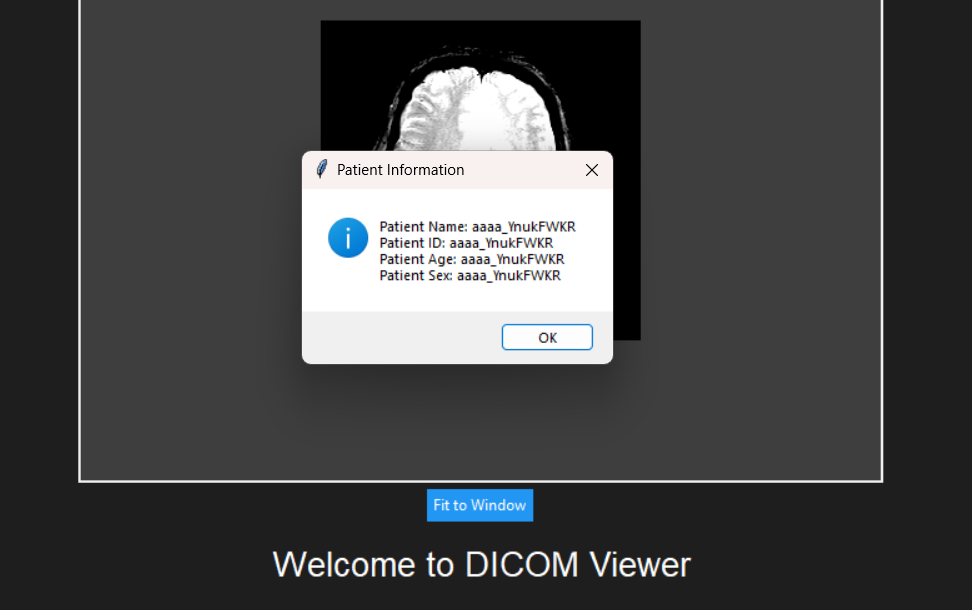 Patient Information
Patient Name: aaaa_YnukFWKR
Patient ID: aaaa_YnukFWKR
Patient Age: aaaa_YnukFWKR
Patient Sex: aaaa_YnukFWKR
OK
Fit to Window
Welcome to DICOM Viewer